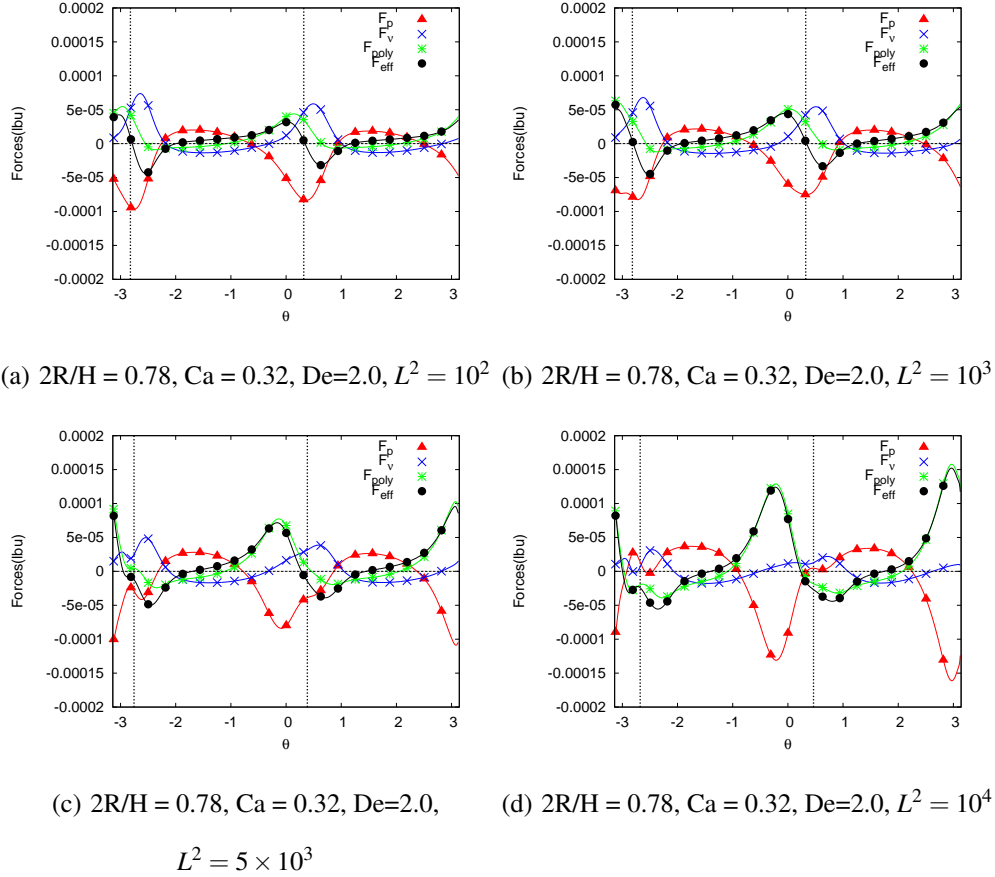 0.0002
0.00015
0.0001
5e-05
0
-5e-05
-0.0001
-0.00015
-0.0002
Forces(lbu)
-3 -2 -1 0 1 2 3
θ
F_p
F_ν
F_poly
F_eff
0.0002
0.00015
0.0001
5e-05
0
-5e-05
-0.0001
-0.00015
-0.0002
Forces(lbu)
-3 -2 -1 0 1 2 3
θ
F_p
F_ν
F_poly
F_eff
(a) 2R/H = 0.78, Ca = 0.32, De=2.0, L² = 10²
(b) 2R/H = 0.78, Ca = 0.32, De=2.0, L² = 10³
0.0002
0.00015
0.0001
5e-05
0
-5e-05
-0.0001
-0.00015
-0.0002
Forces(lbu)
-3 -2 -1 0 1 2 3
θ
F_p
F_ν
F_poly
F_eff
0.0002
0.00015
0.0001
5e-05
0
-5e-05
-0.0001
-0.00015
-0.0002
Forces(lbu)
-3 -2 -1 0 1 2 3
θ
F_p
F_ν
F_poly
F_eff
(c) 2R/H = 0.78, Ca = 0.32, De=2.0,
L² = 5 × 10³
(d) 2R/H = 0.78, Ca = 0.32, De=2.0, L² = 10⁴